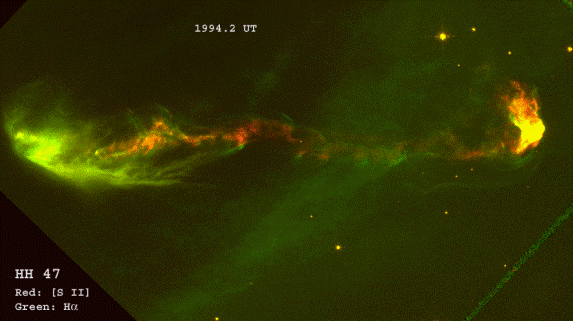 1994.2 UT
HH 47
Red: [S II]
Green: Hα